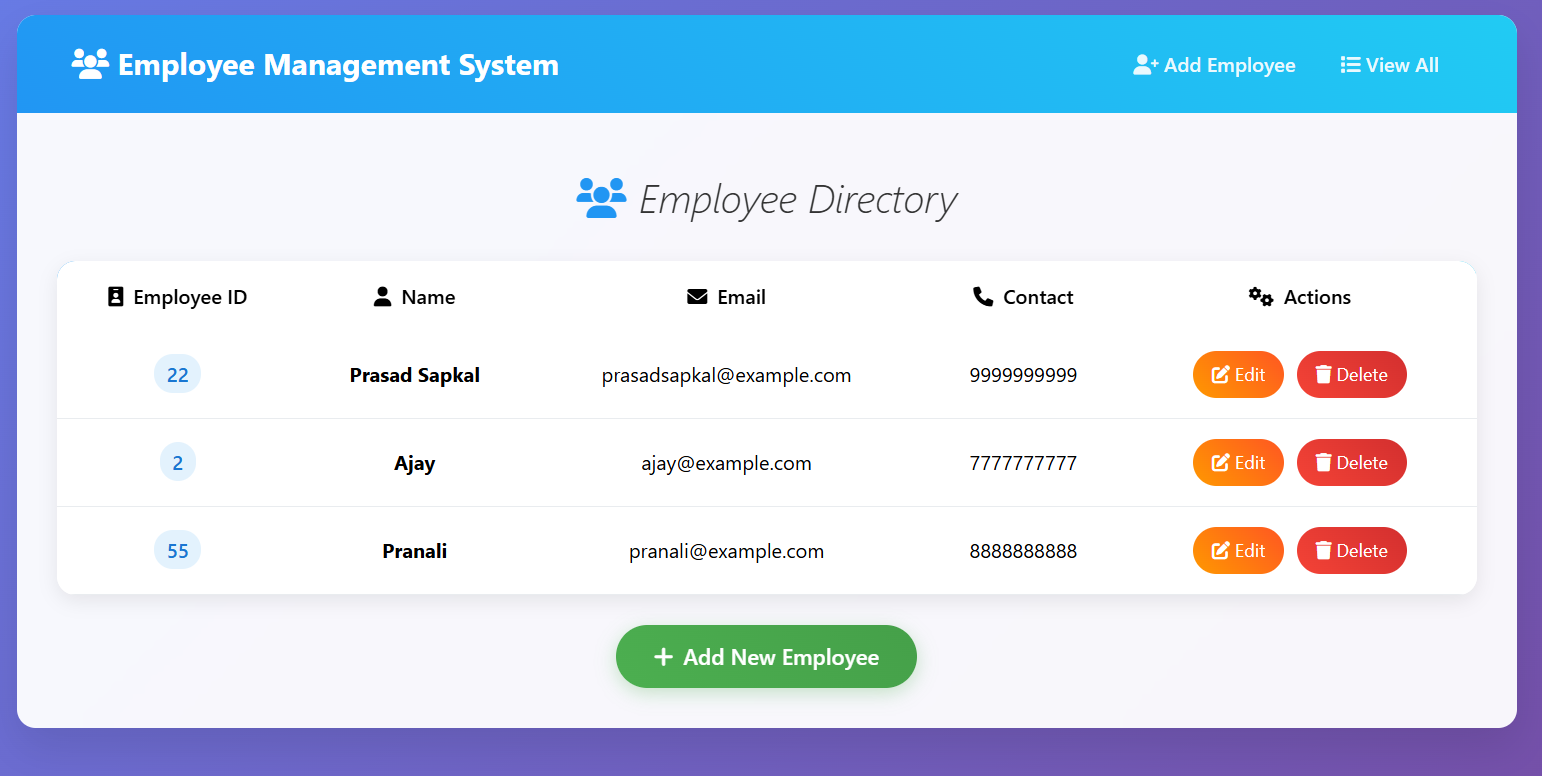 Employee Management System Add Employee View All
Employee Directory
Employee ID Name Email Contact Actions
22 Prasad Sapkal prasadsapkal@example.com 9999999999 Edit Delete
2 Ajay ajay@example.com 7777777777 Edit Delete
55 Pranali pranali@example.com 8888888888 Edit Delete
+ Add New Employee